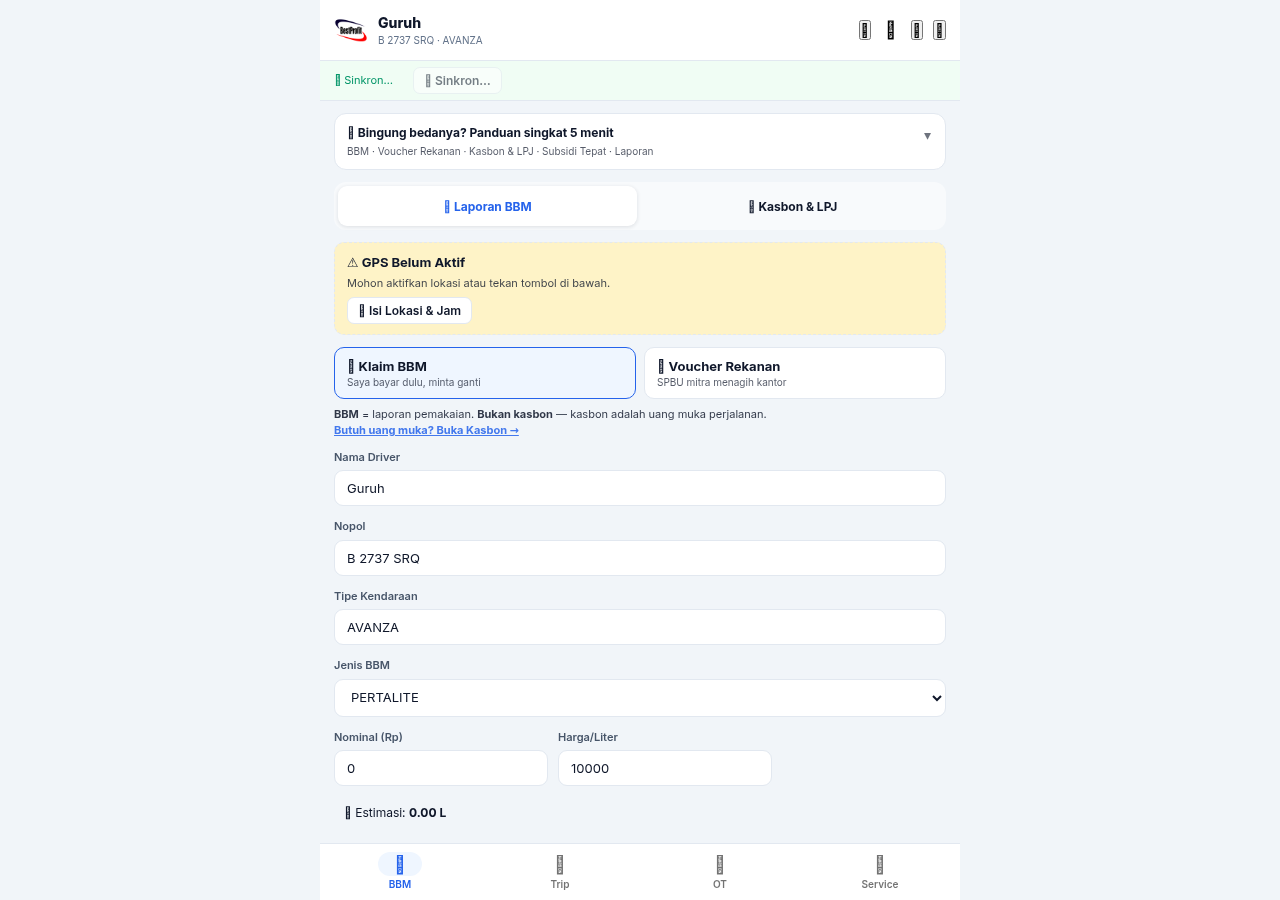 BestProfit
Guruh
B 2737 SRQ · AVANZA
Sinkron...
Sinkron...
Bingung bedanya? Panduan singkat 5 menit
▼
BBM · Voucher Rekanan · Kasbon & LPJ · Subsidi Tepat · Laporan
Laporan BBM
Kasbon & LPJ
⚠ GPS Belum Aktif
Mohon aktifkan lokasi atau tekan tombol di bawah.
Isi Lokasi & Jam
Klaim BBM
Saya bayar dulu, minta ganti
Voucher Rekanan
SPBU mitra menagih kantor
BBM = laporan pemakaian. Bukan kasbon — kasbon adalah uang muka perjalanan.
Butuh uang muka? Buka Kasbon →
Nama Driver
Guruh
Nopol
B 2737 SRQ
Tipe Kendaraan
AVANZA
Jenis BBM
PERTALITE
Nominal (Rp)
Harga/Liter
0
10000
Estimasi: 0.00 L
BBM
Trip
OT
Service